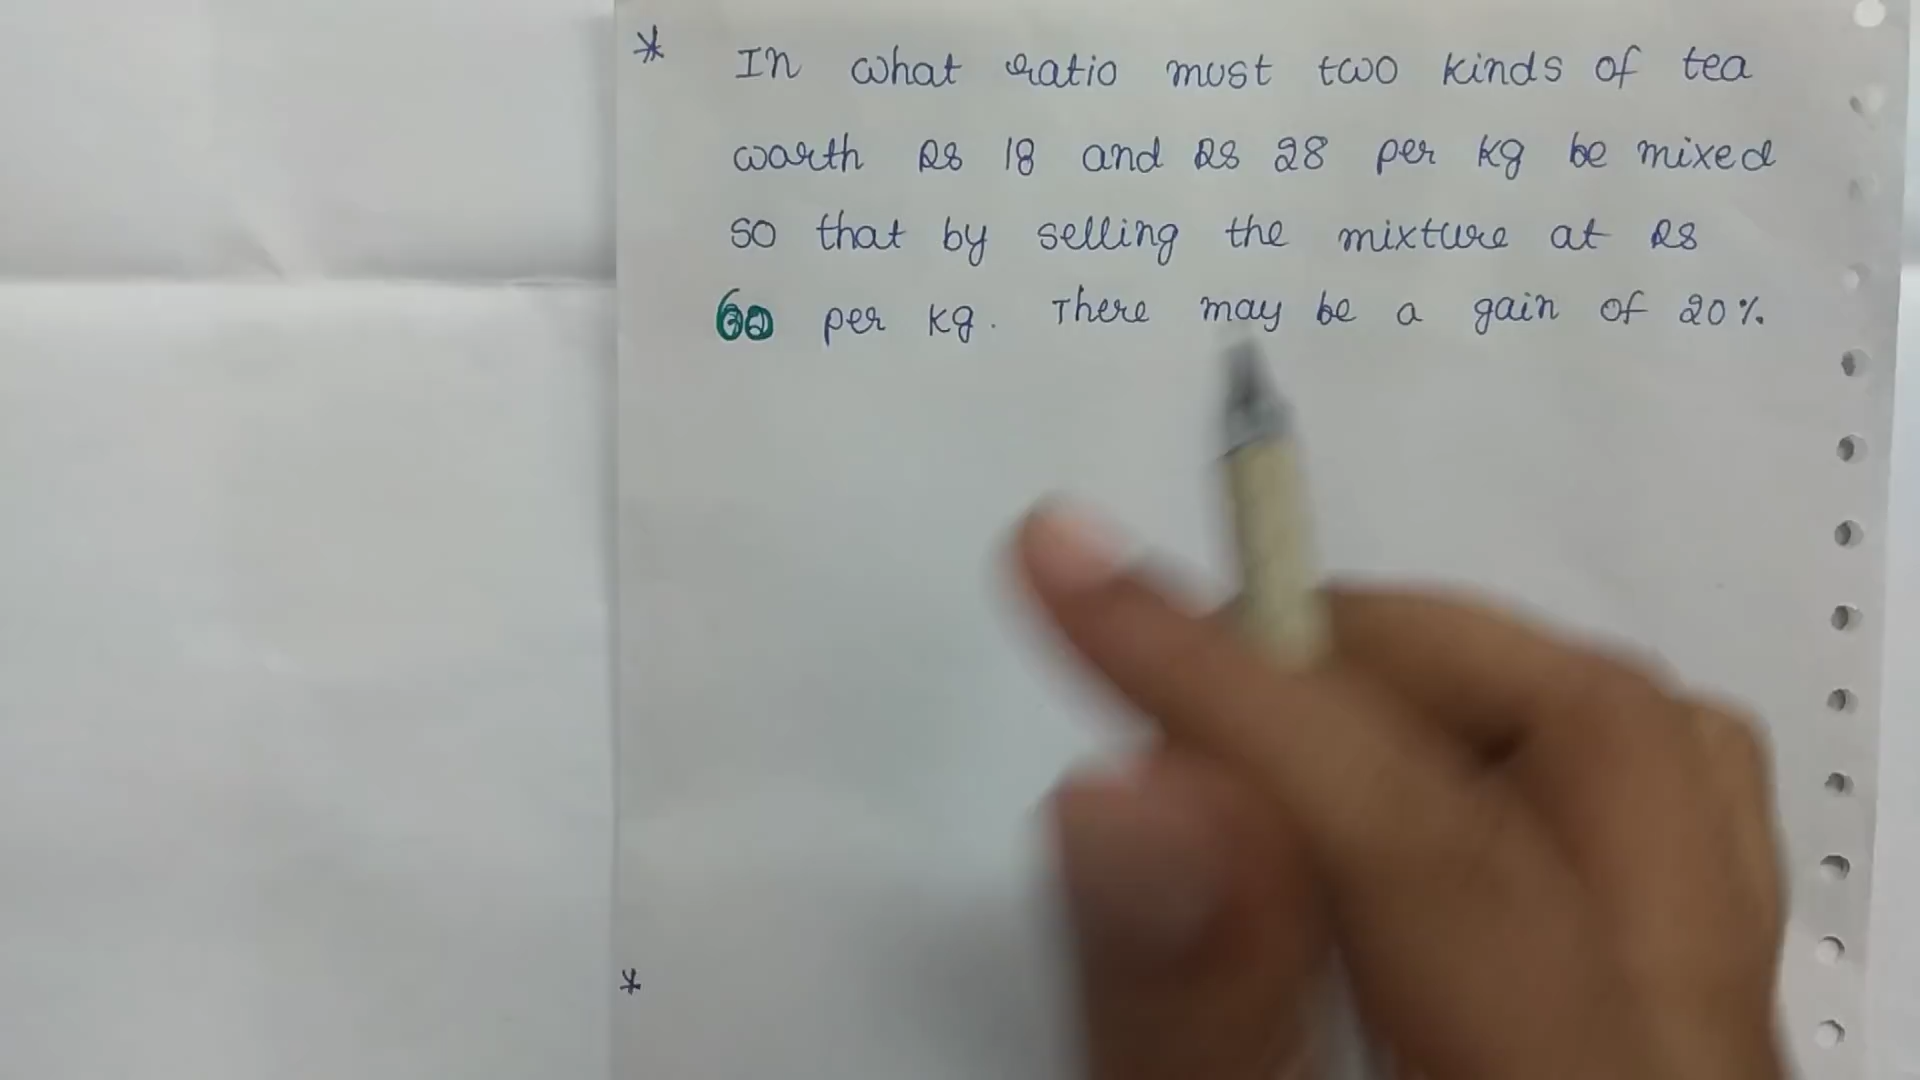 * In what ratio must two kinds of tea
worth Rs 18 and Rs 28 per kg be mixed
so that by selling the mixture at Rs
60 per kg. There may be a gain of 20%
*